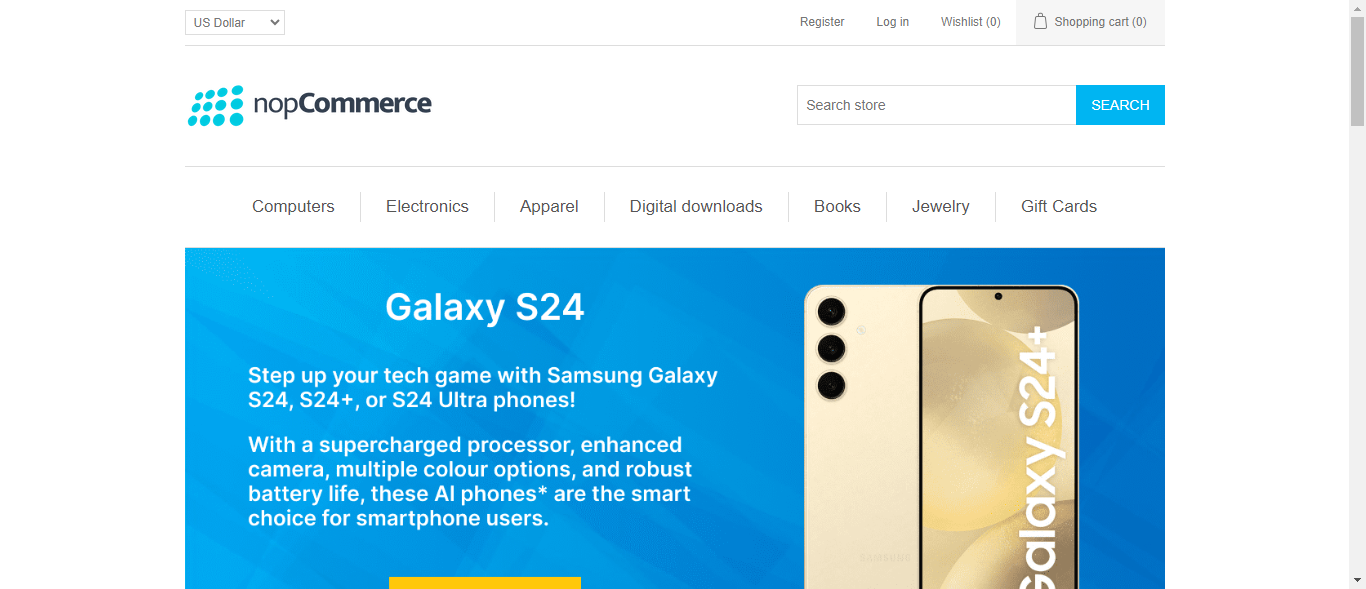 US Dollar
Register
Log in
Wishlist (0)
Shopping cart (0)
nopCommerce
Search store
SEARCH
Computers
Electronics
Apparel
Digital downloads
Books
Jewelry
Gift Cards
Galaxy S24
Step up your tech game with Samsung Galaxy
S24, S24+, or S24 Ultra phones!
With a supercharged processor, enhanced
camera, multiple colour options, and robust
battery life, these AI phones* are the smart
choice for smartphone users.
SAMSUNG
Galaxy S24+